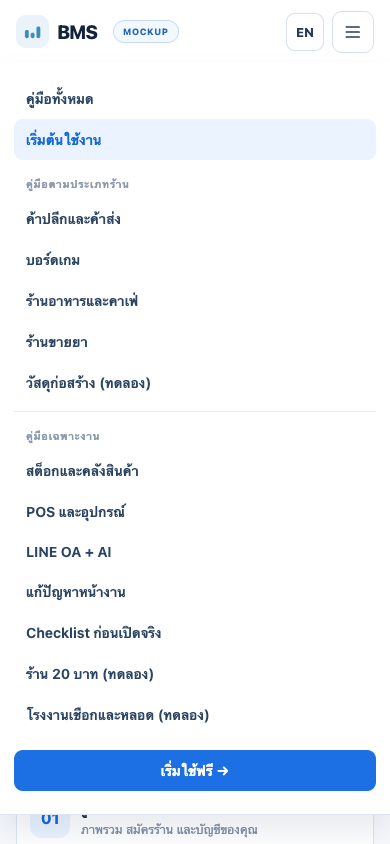 BMS
MOCKUP
EN
คู่มือทั้งหมด
เริ่มต้นใช้งาน
คู่มือตามประเภทร้าน
ค้าปลีกและค้าส่ง
บอร์ดเกม
ร้านอาหารและคาเฟ่
ร้านขายยา
วัสดุก่อสร้าง (ทดลอง)
คู่มือเฉพาะงาน
สต็อกและคลังสินค้า
POS และอุปกรณ์
LINE OA + AI
แก้ปัญหาหน้างาน
Checklist ก่อนเปิดจริง
ร้าน 20 บาท (ทดลอง)
โรงงานเชือกและหลอด (ทดลอง)
เริ่มใช้ฟรี →
01
ภาพรวม สมัครร้าน และบัญชีของคุณ